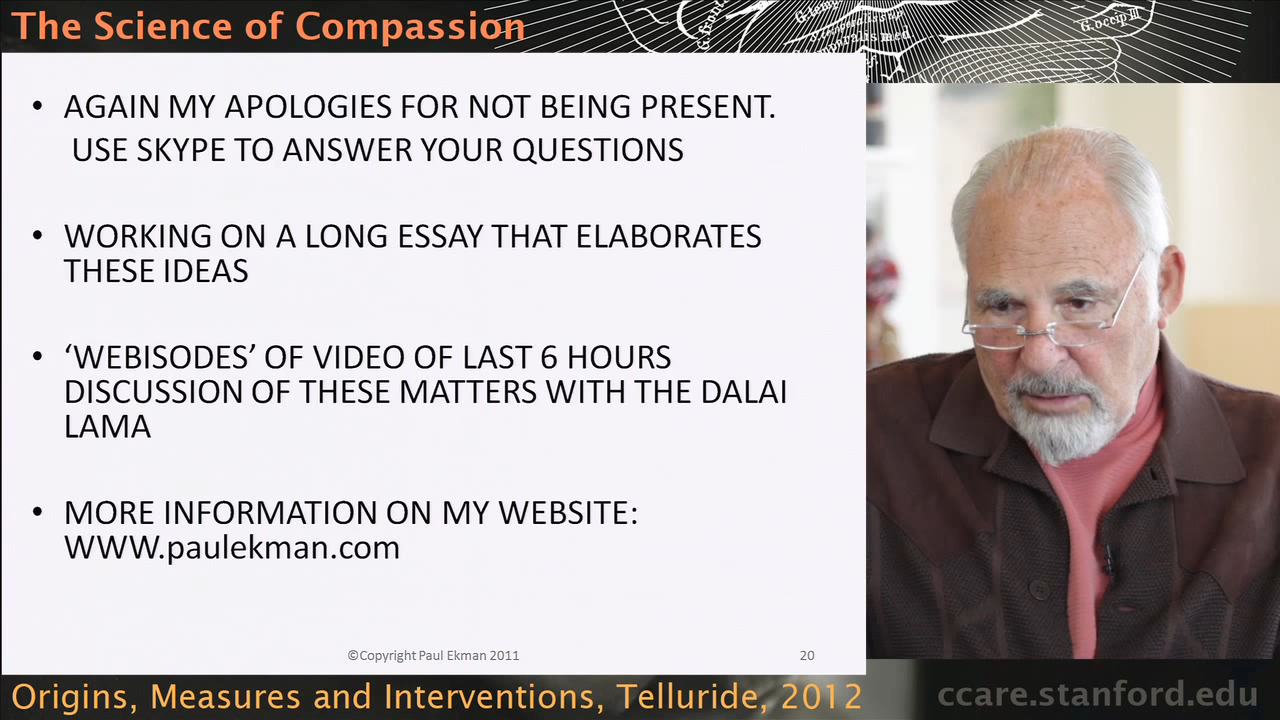 The Science of Compassion
G.front
G.occip III
• AGAIN MY APOLOGIES FOR NOT BEING PRESENT.
USE SKYPE TO ANSWER YOUR QUESTIONS
• WORKING ON A LONG ESSAY THAT ELABORATES
THESE IDEAS
• ‘WEBISODES’ OF VIDEO OF LAST 6 HOURS
DISCUSSION OF THESE MATTERS WITH THE DALAI
LAMA
• MORE INFORMATION ON MY WEBSITE:
WWW.paulekman.com
©Copyright Paul Ekman 2011
20
Origins, Measures and Interventions, Telluride, 2012
ccare.stanford.edu